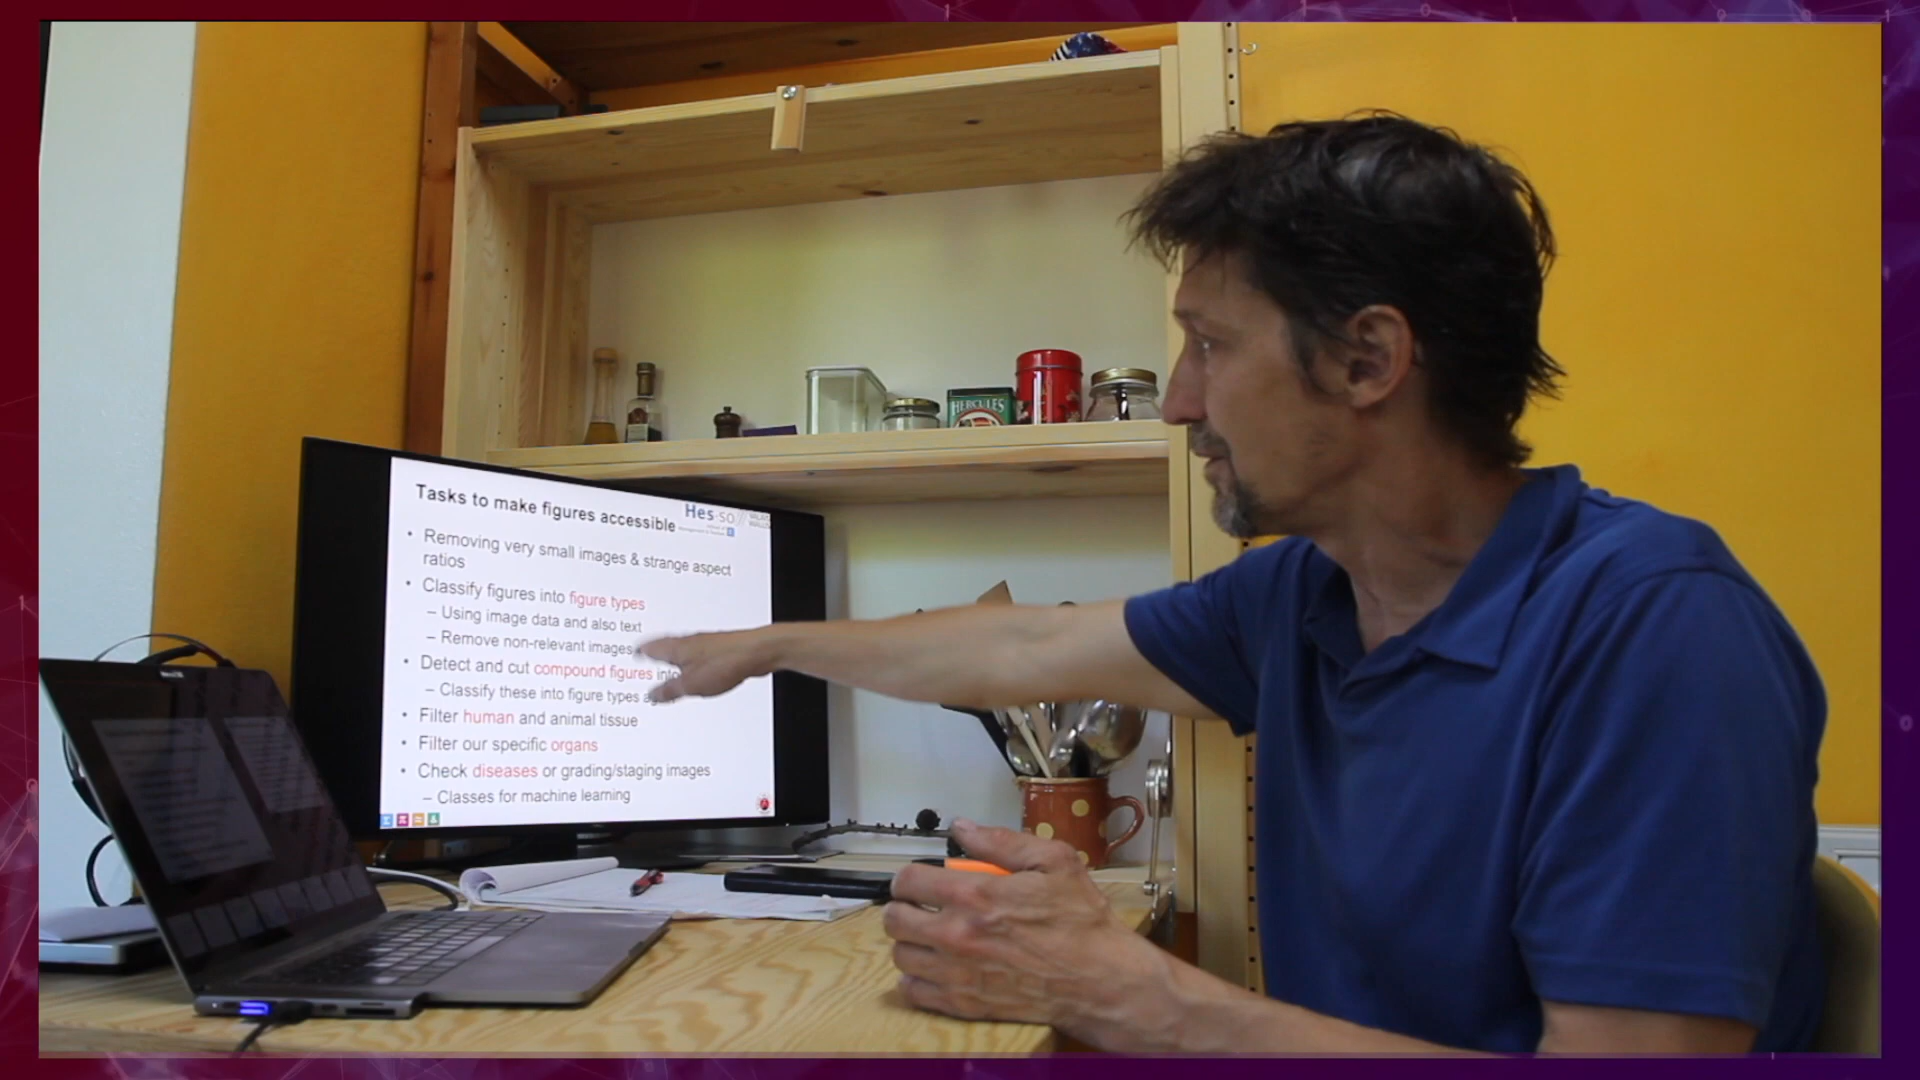 HERCULES
Tasks to make figures accessible
Hes·so
• Removing very small images & strange aspect
ratios
• Classify figures into figure types
– Using image data and also text
– Remove non-relevant images
• Detect and cut compound figures into
– Classify these into figure types
• Filter human and animal tissue
• Filter our specific organs
• Check diseases or grading/staging images
– Classes for machine learning